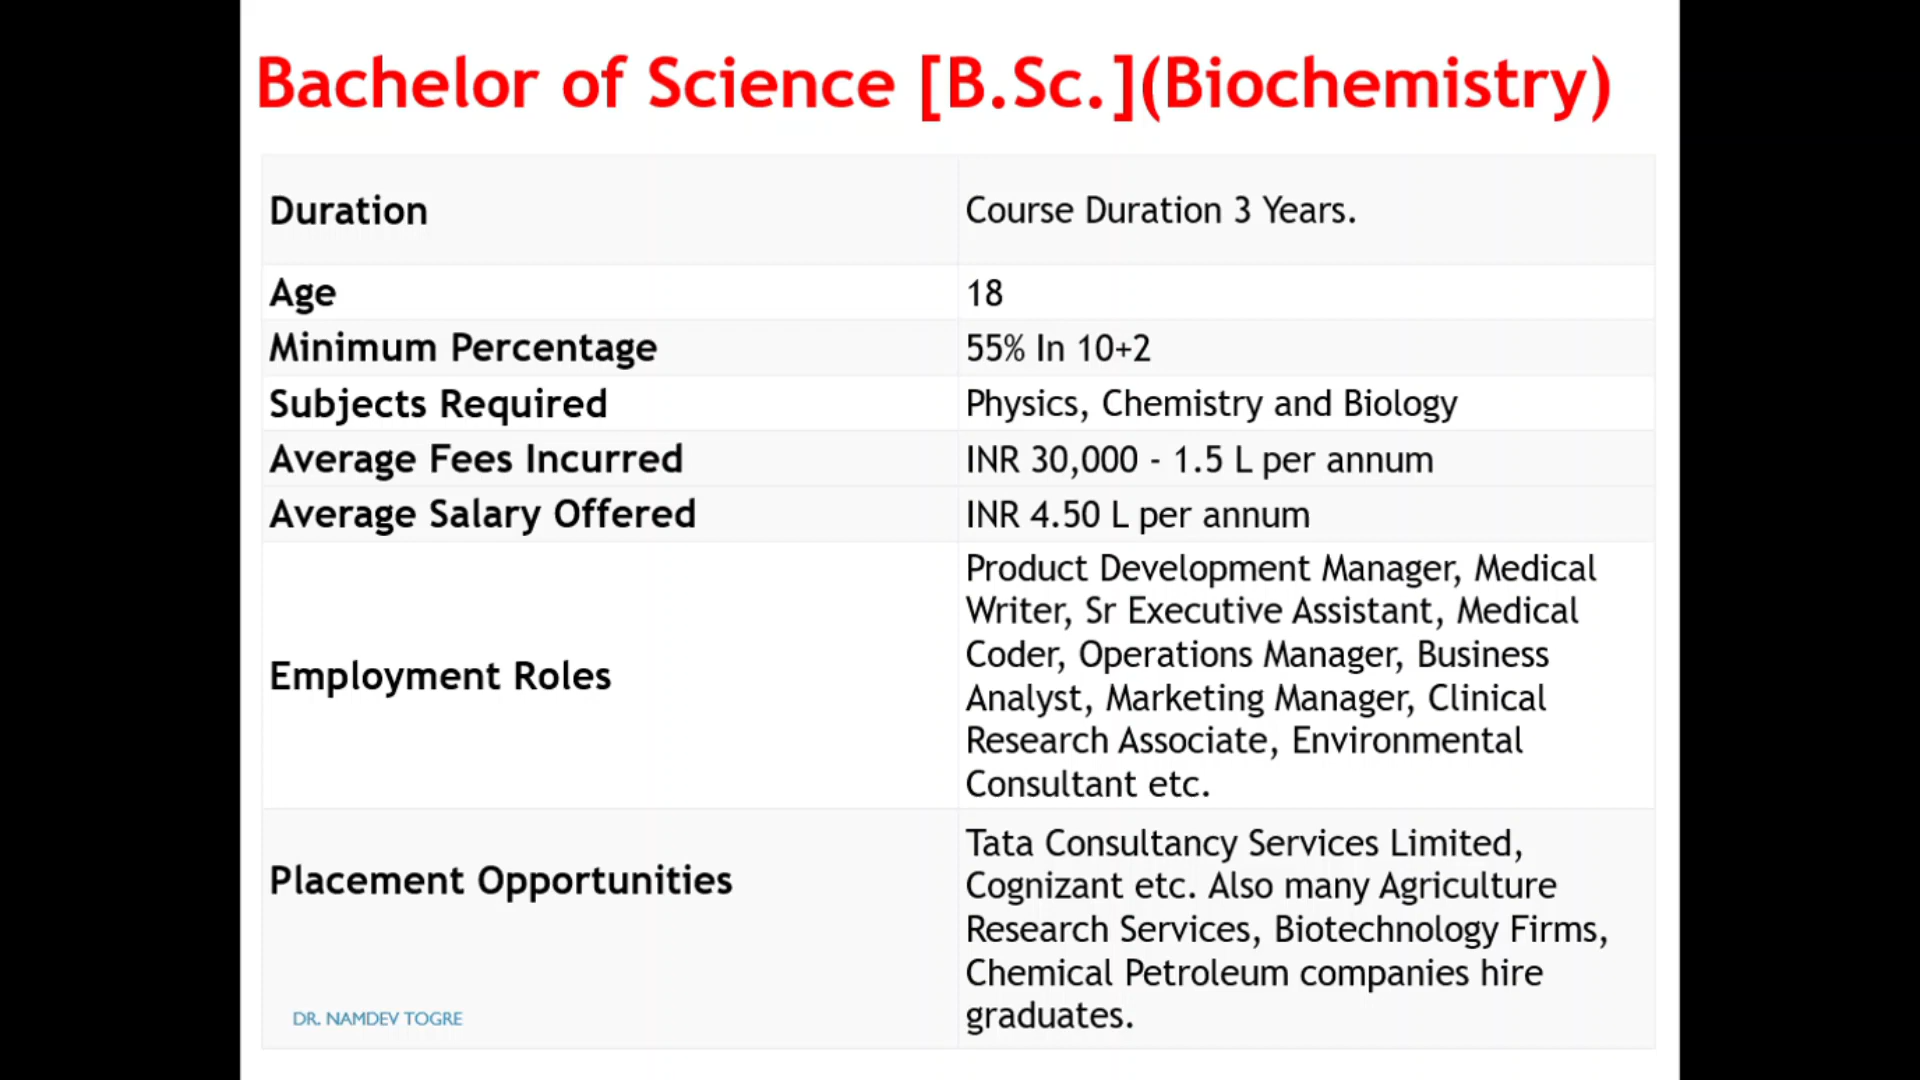 Bachelor of Science [B.Sc.](Biochemistry)
Duration
Course Duration 3 Years.
Age
18
Minimum Percentage
55% In 10+2
Subjects Required
Physics, Chemistry and Biology
Average Fees Incurred
INR 30,000 - 1.5 L per annum
Average Salary Offered
INR 4.50 L per annum
Employment Roles
Product Development Manager, Medical
Writer, Sr Executive Assistant, Medical
Coder, Operations Manager, Business
Analyst, Marketing Manager, Clinical
Research Associate, Environmental
Consultant etc.
Placement Opportunities
Tata Consultancy Services Limited,
Cognizant etc. Also many Agriculture
Research Services, Biotechnology Firms,
Chemical Petroleum companies hire
graduates.
DR. NAMDEV TOGRE